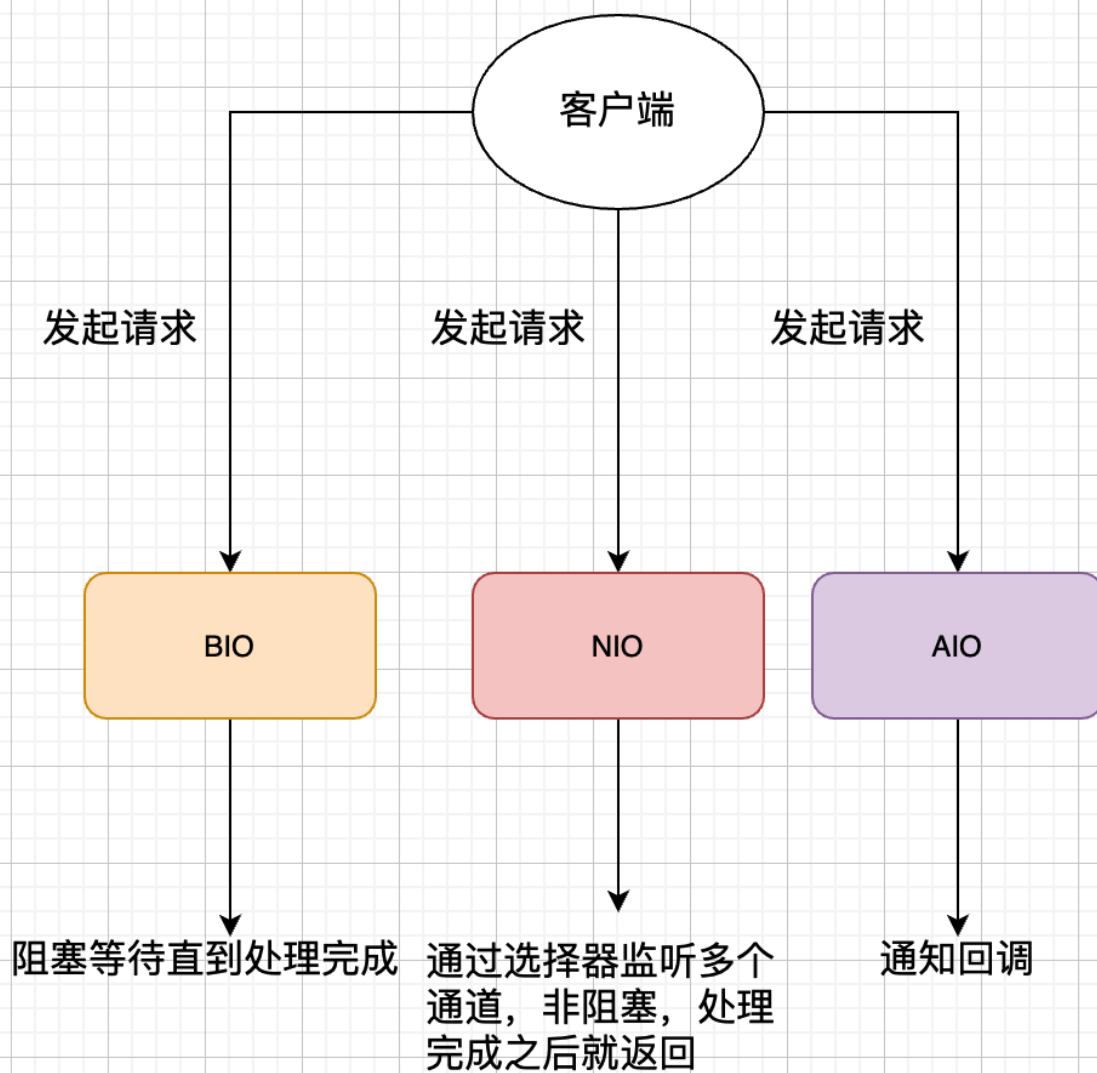 客户端
发起请求
发起请求
发起请求
BIO
NIO
AIO
阻塞等待直到处理完成
通过选择器监听多个
通道，非阻塞，处理
完成之后就返回
通知回调